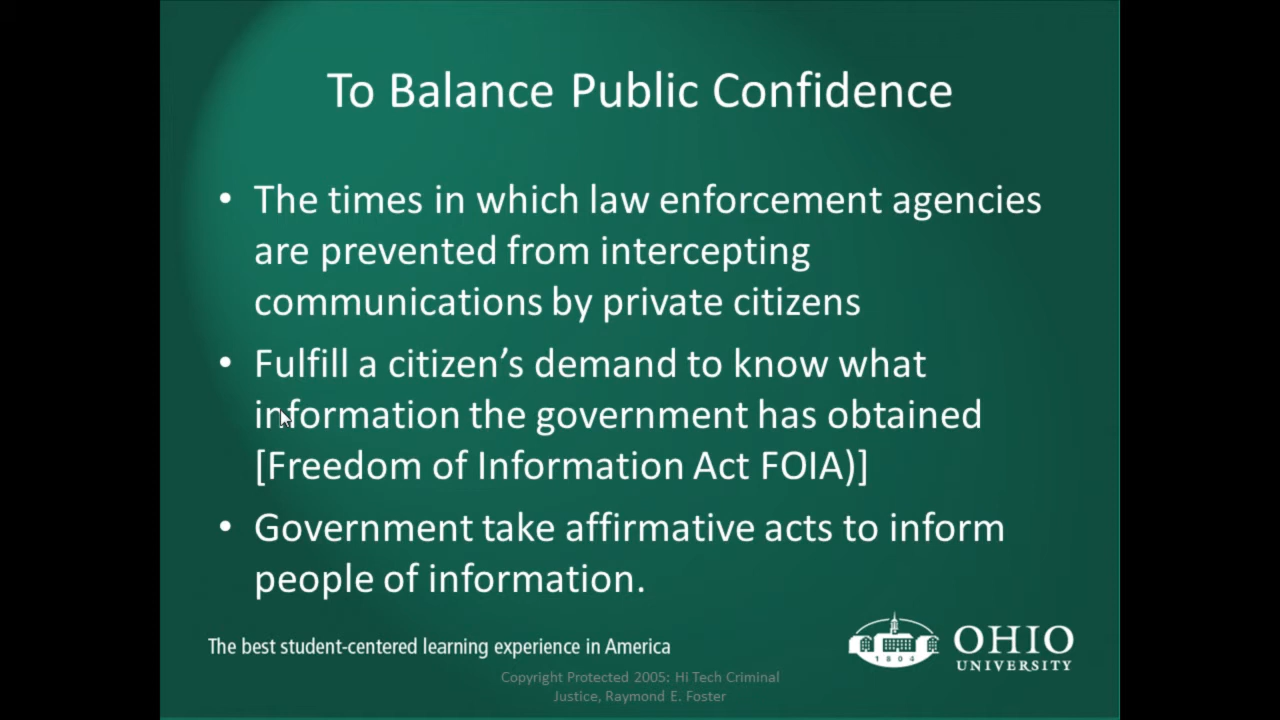 To Balance Public Confidence
• The times in which law enforcement agencies
are prevented from intercepting
communications by private citizens
• Fulfill a citizen’s demand to know what
information the government has obtained
[Freedom of Information Act FOIA)]
• Government take affirmative acts to inform
people of information.
The best student-centered learning experience in America
1804
OHIO
UNIVERSITY
Copyright Protected 2005: Hi Tech Criminal
Justice, Raymond E. Foster